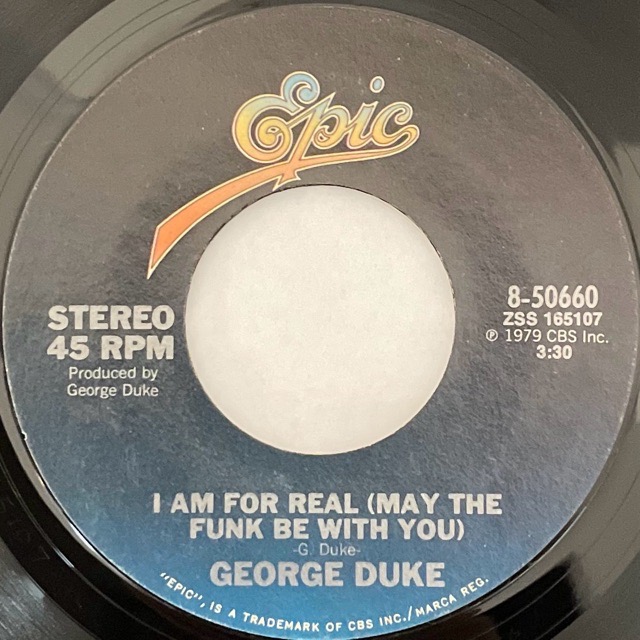 Epic
STEREO
45 RPM
Produced by
George Duke
8-50660
ZSS 165107
℗ 1979 CBS Inc.
3:30
I AM FOR REAL (MAY THE
FUNK BE WITH YOU)
-G. Duke-
GEORGE DUKE
"EPIC", IS A TRADEMARK OF CBS INC./MARCA REG.